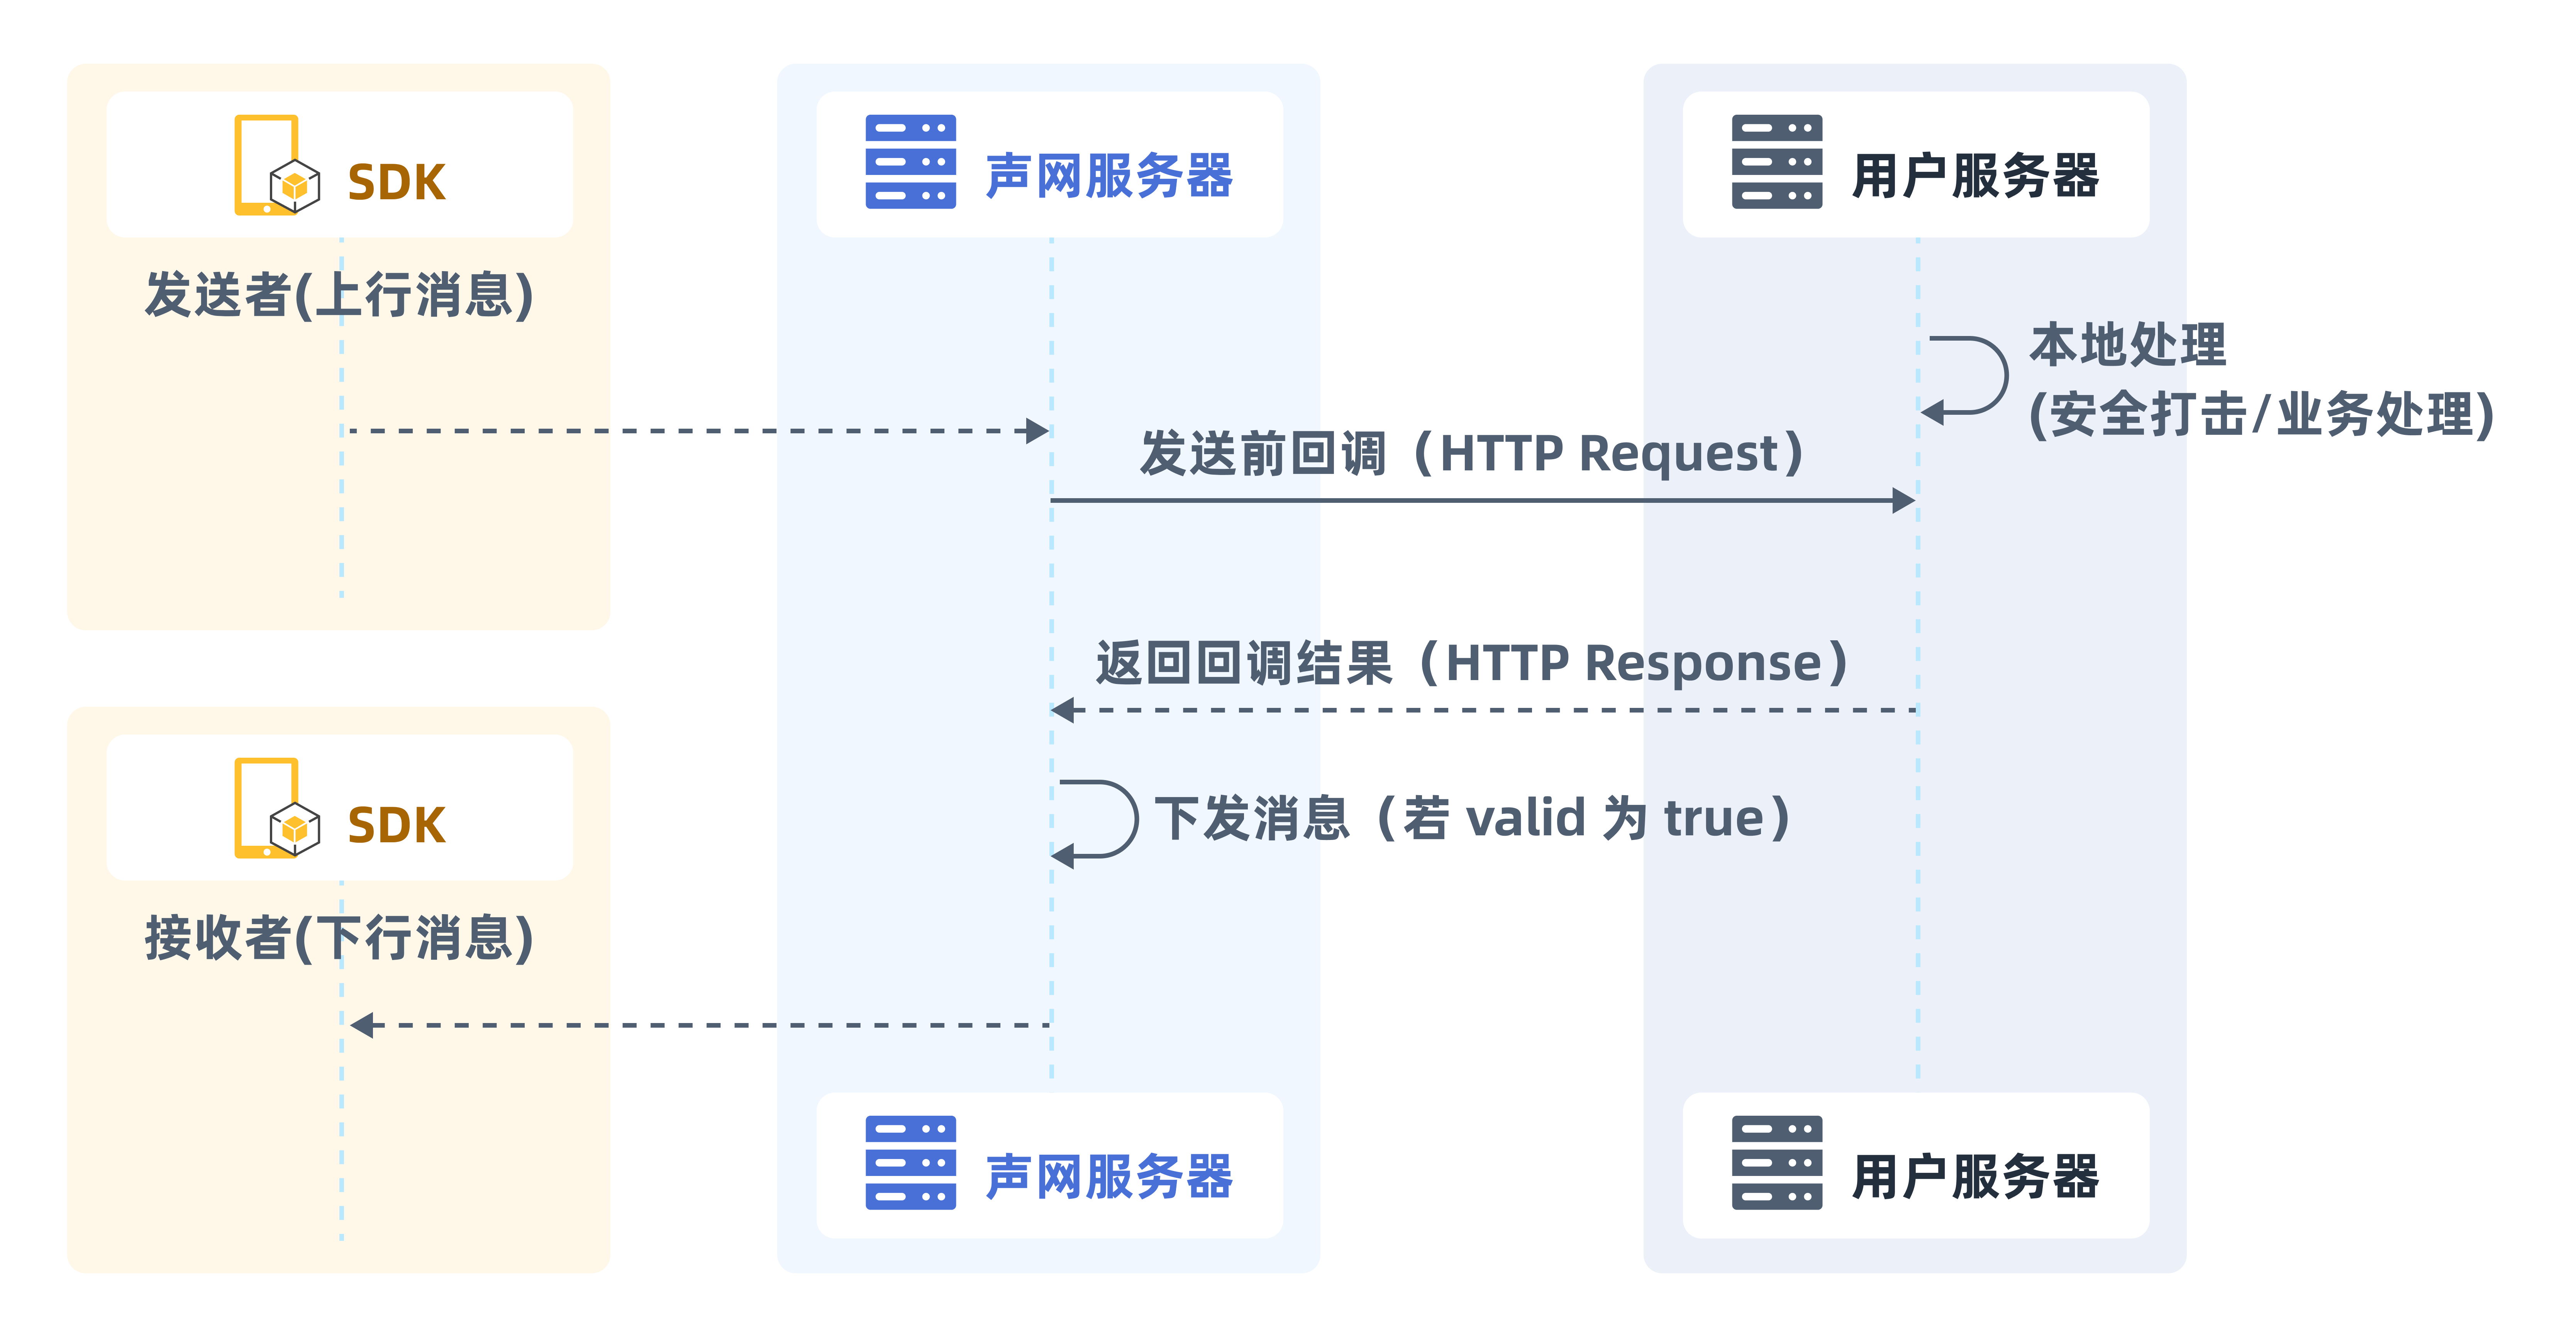 SDK
声网服务器
用户服务器
发送者(上行消息)
本地处理
(安全打击/业务处理)
发送前回调（HTTP Request）
返回回调结果（HTTP Response）
下发消息（若 valid 为 true）
SDK
接收者(下行消息)
声网服务器
用户服务器